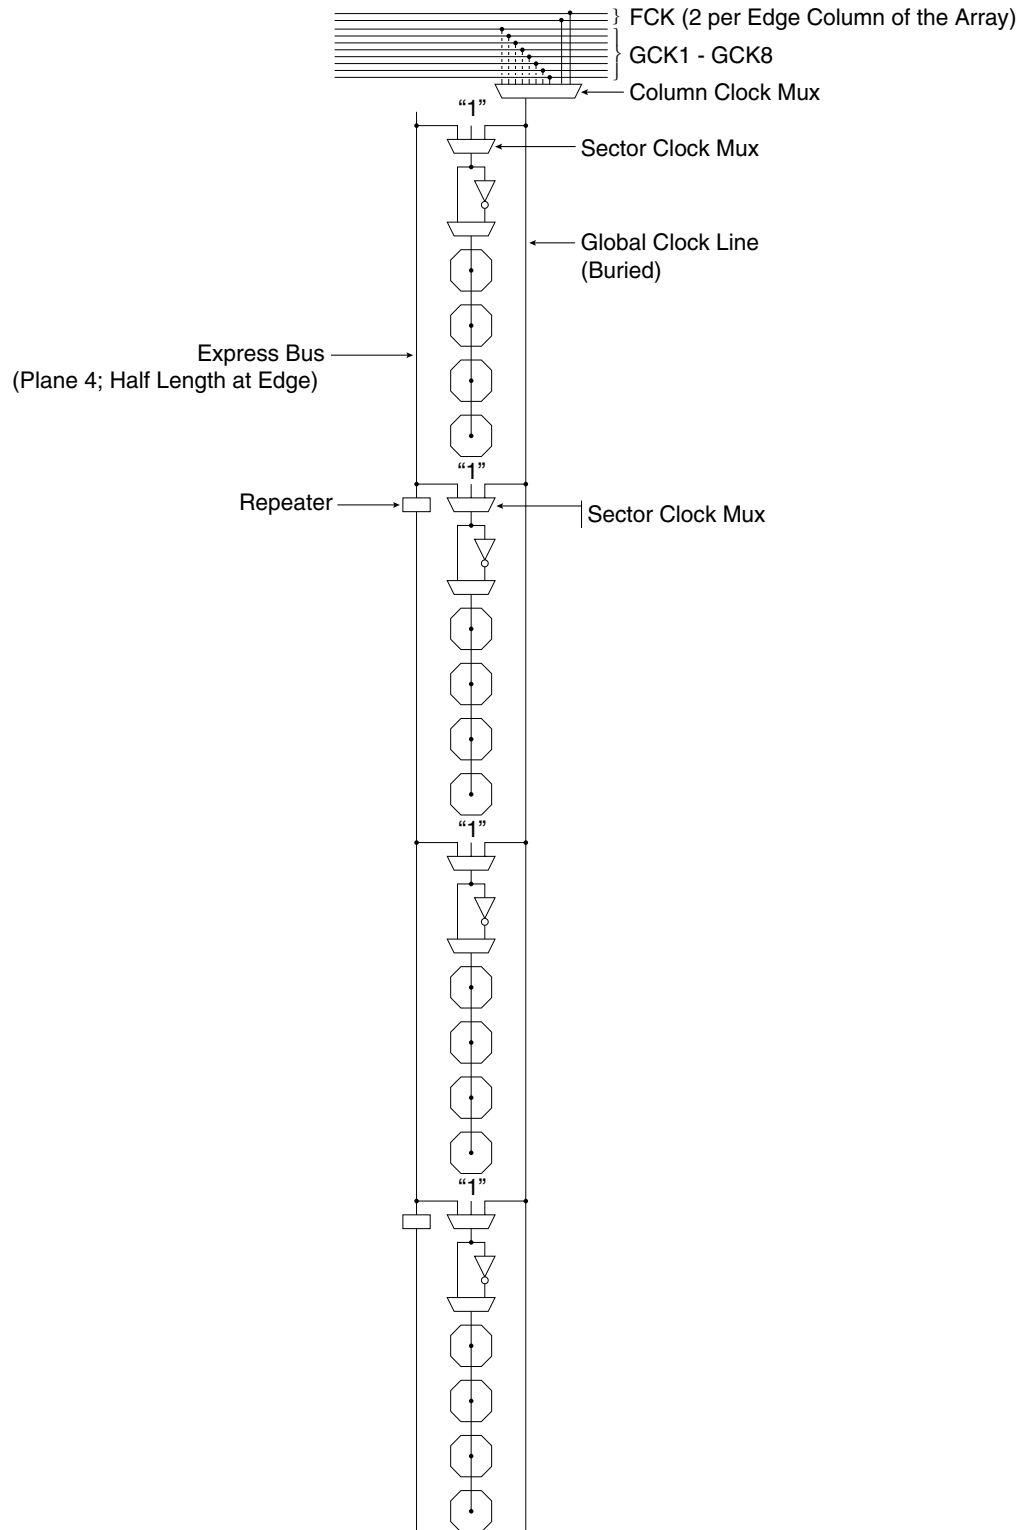 FCK (2 per Edge Column of the Array)
GCK1 - GCK8
Column Clock Mux
“1”
Sector Clock Mux
Global Clock Line
(Buried)
Express Bus
(Plane 4; Half Length at Edge)
“1”
Repeater
Sector Clock Mux
“1”
“1”